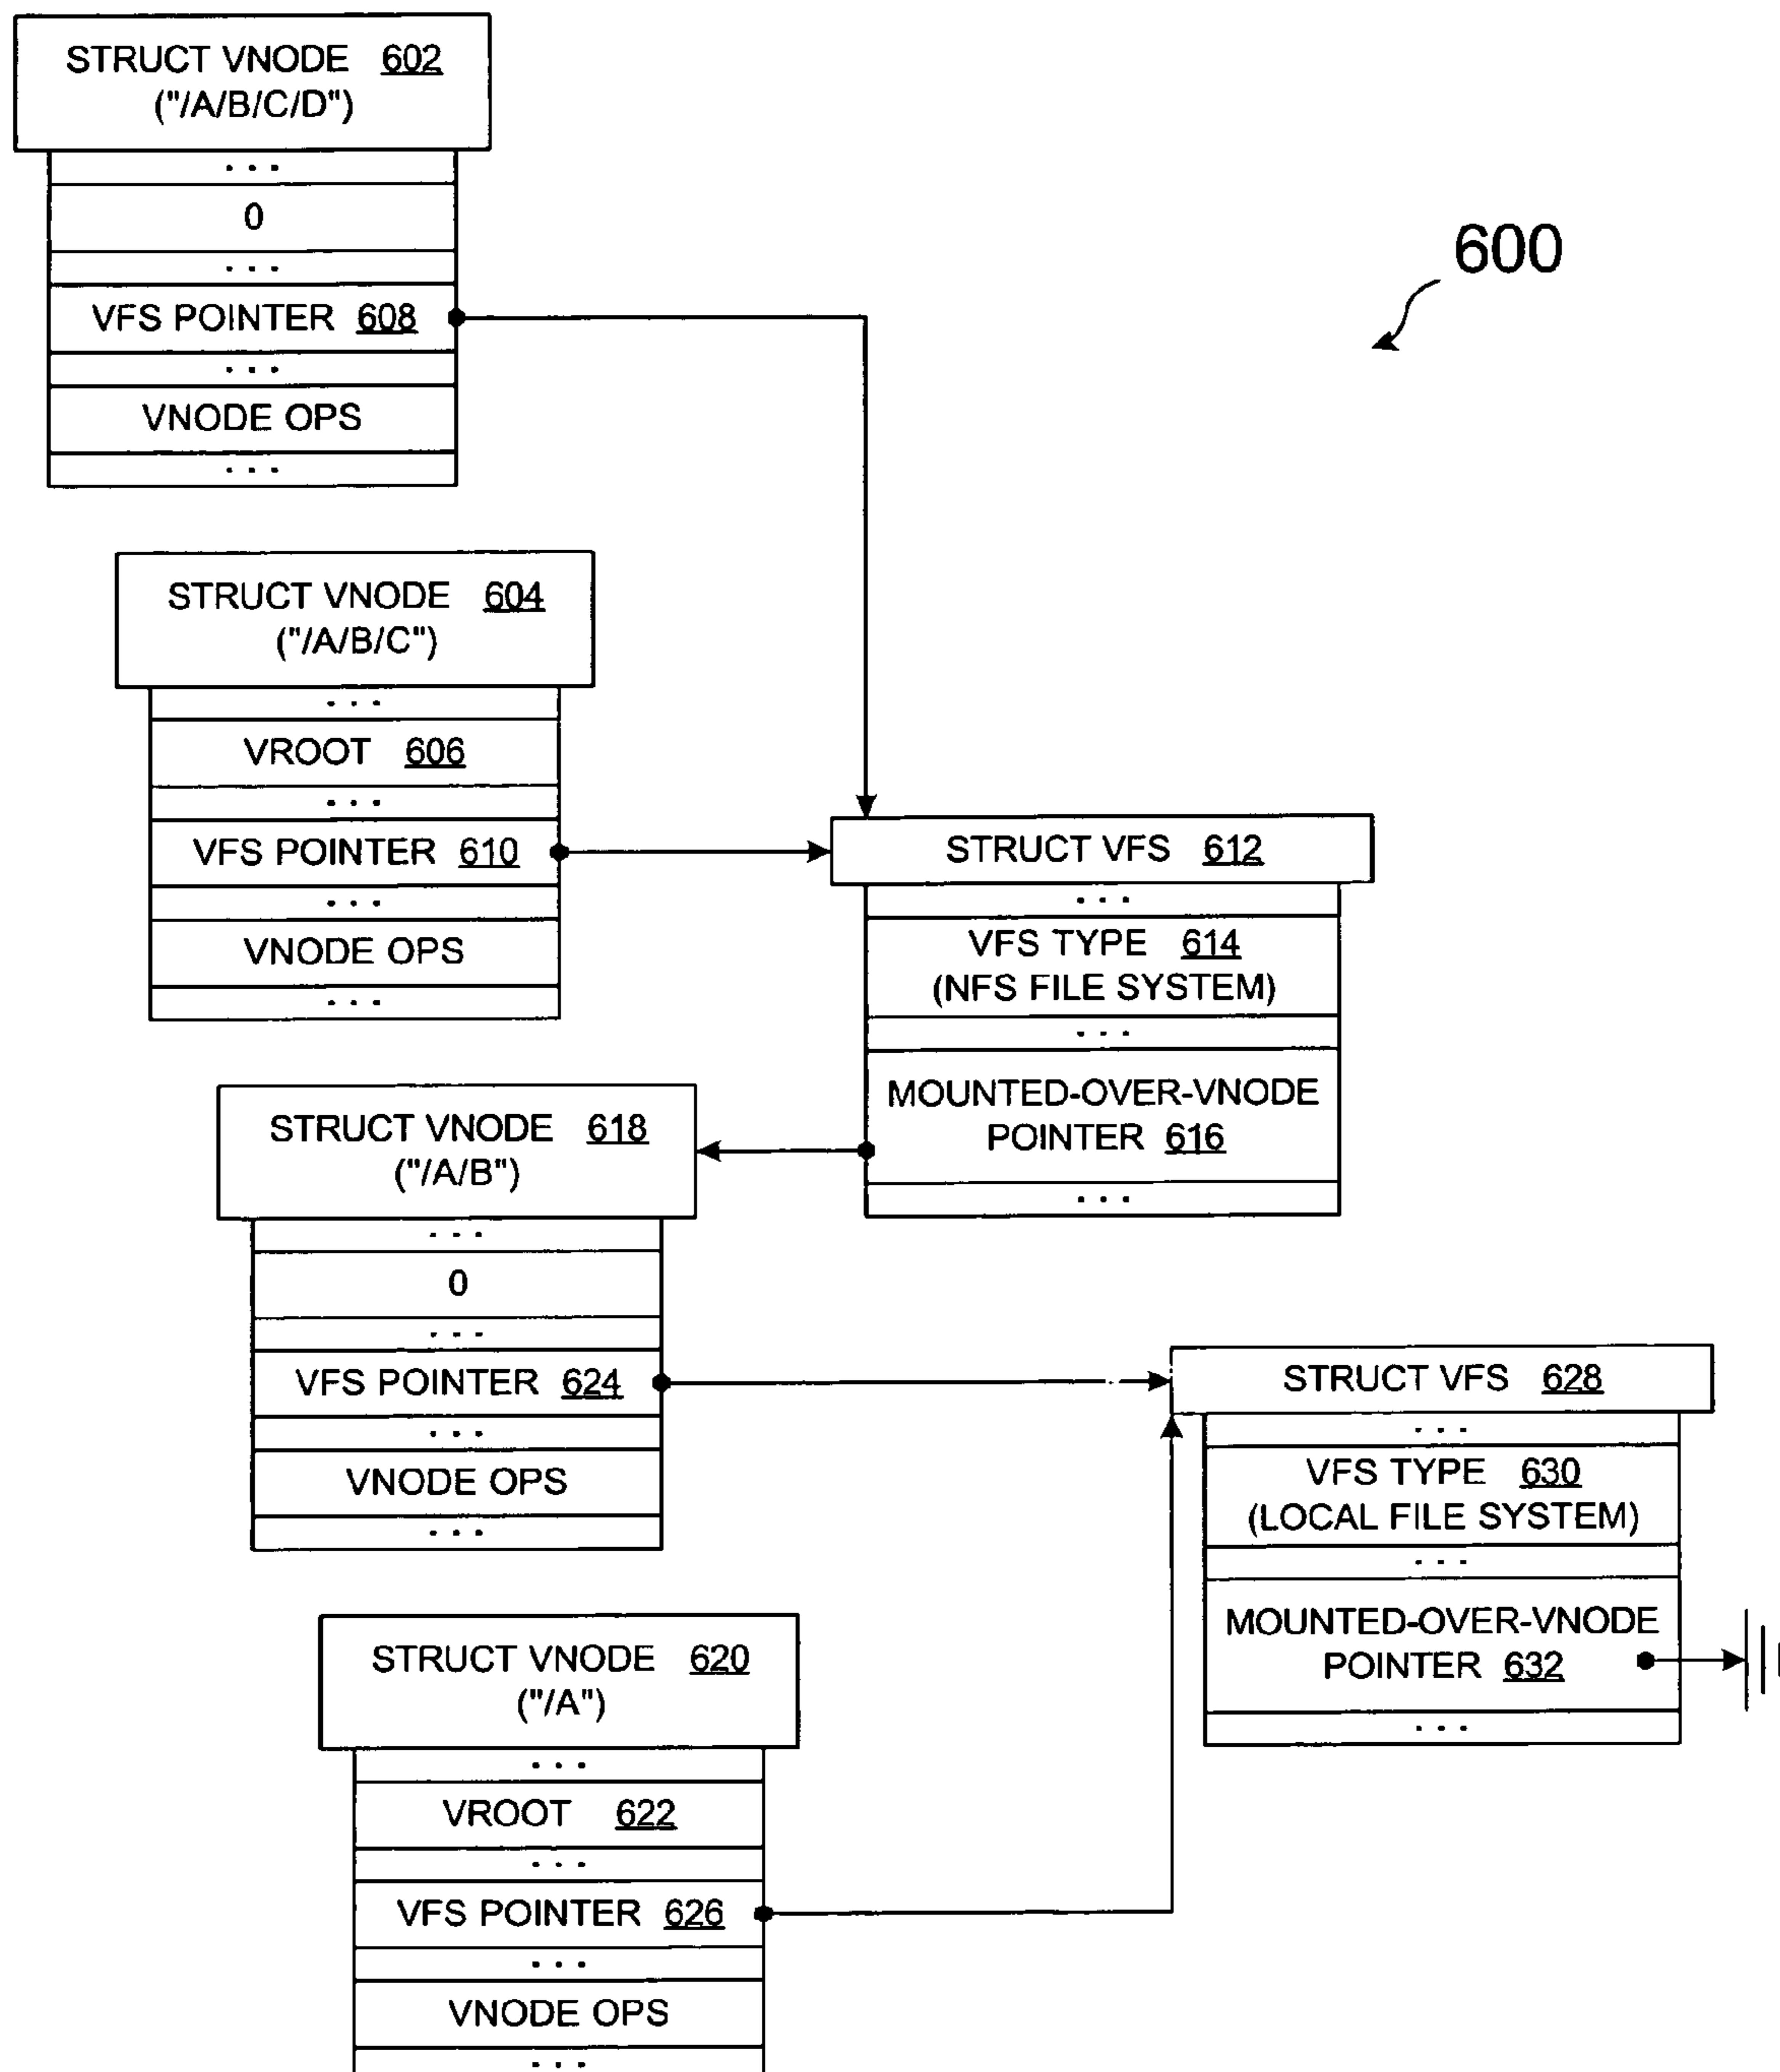 STRUCT VNODE 602
("/A/B/C/D")
. . .
0
. . .
VFS POINTER 608
. . .
VNODE OPS
. . .
600
STRUCT VNODE 604
("/A/B/C")
. . .
VROOT 606
. . .
VFS POINTER 610
. . .
VNODE OPS
. . .
STRUCT VFS 612
. . .
VFS TYPE 614
(NFS FILE SYSTEM)
. . .
MOUNTED-OVER-VNODE
POINTER 616
. . .
STRUCT VNODE 618
("/A/B")
. . .
0
. . .
VFS POINTER 624
. . .
VNODE OPS
. . .
STRUCT VFS 628
. . .
VFS TYPE 630
(LOCAL FILE SYSTEM)
. . .
MOUNTED-OVER-VNODE
POINTER 632
. . .
STRUCT VNODE 620
("/A")
. . .
VROOT 622
. . .
VFS POINTER 626
. . .
VNODE OPS
. . .